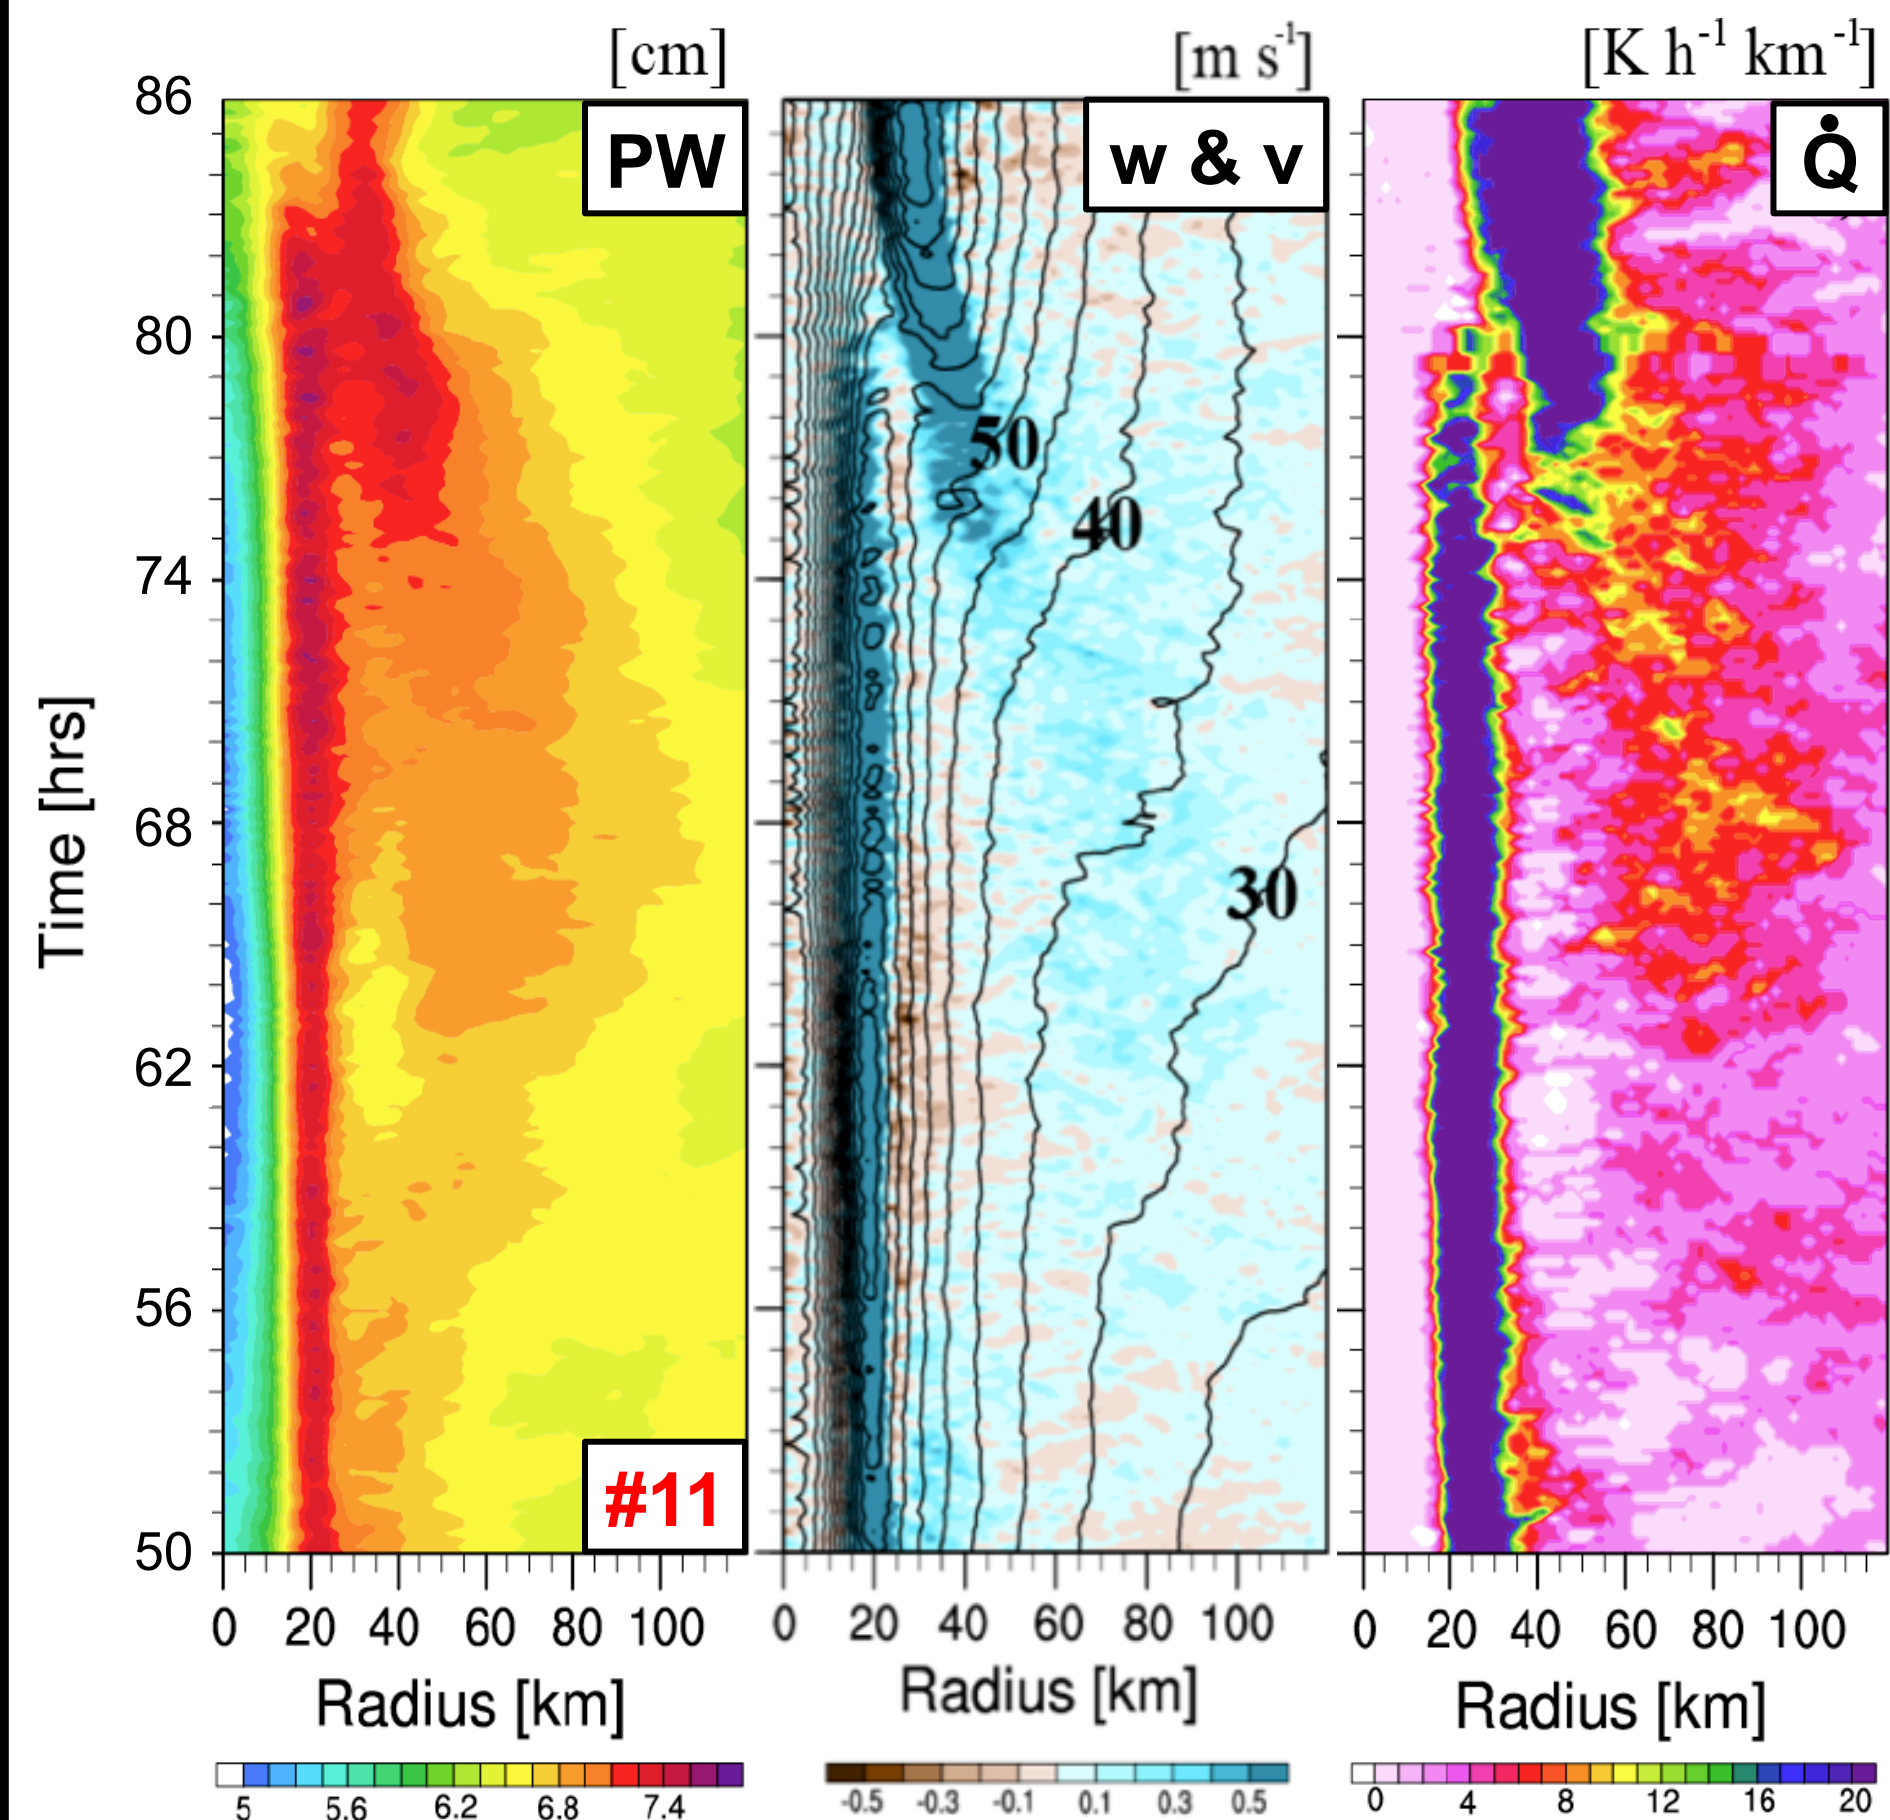 [cm]
[m s-1]
[K h-1 km-1]
PW
w & v
Q̇
86
80
74
68
62
56
50
Time [hrs]
50
40
30
#11
0 20 40 60 80 100
0 20 40 60 80 100
0 20 40 60 80 100
Radius [km]
Radius [km]
Radius [km]
5 5.6 6.2 6.8 7.4
-0.5 -0.3 -0.1 0.1 0.3 0.5
0 4 8 12 16 20